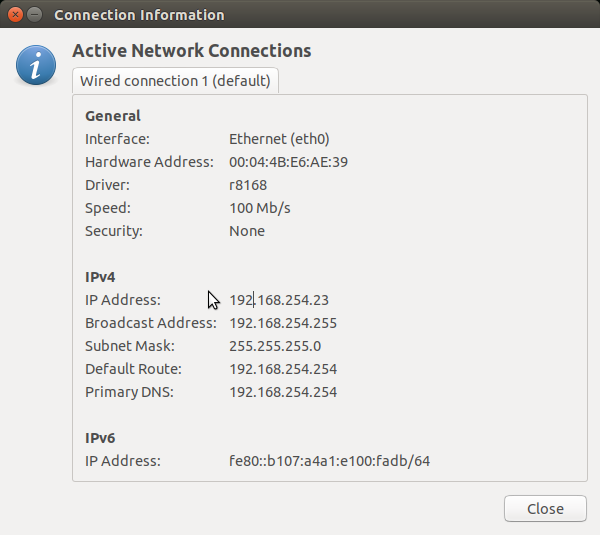 Connection Information
Active Network Connections
Wired connection 1 (default)
General
Interface: Ethernet (eth0)
Hardware Address: 00:04:4B:E6:AE:39
Driver: r8168
Speed: 100 Mb/s
Security: None
IPv4
IP Address: 192.168.254.23
Broadcast Address: 192.168.254.255
Subnet Mask: 255.255.255.0
Default Route: 192.168.254.254
Primary DNS: 192.168.254.254
IPv6
IP Address: fe80::b107:a4a1:e100:fadb/64
Close